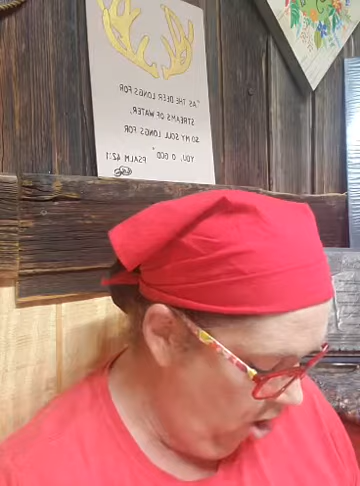 "AS THE DEER LONGS FOR
STREAMS OF WATER,
SO MY SOUL LONGS FOR
YOU, O GOD" PSALM 42:1